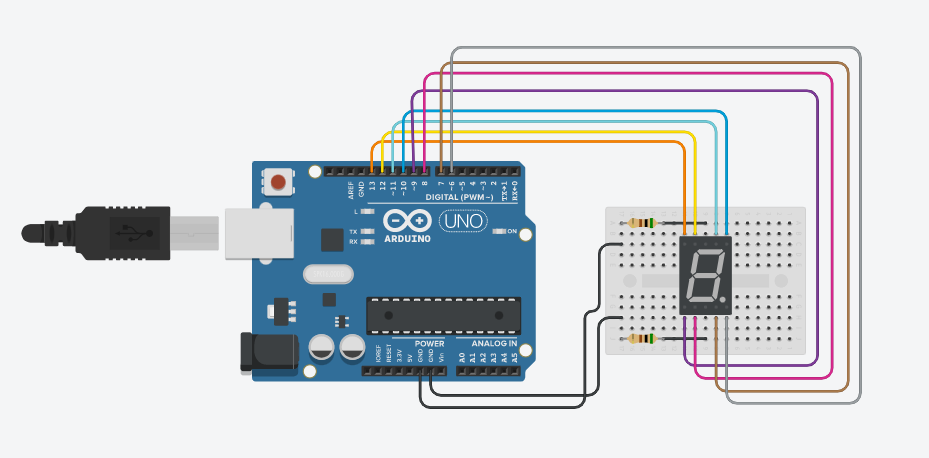 AREF
GND
13
12
~11
~10
~9
8
7
~6
~5
4
~3
2
TX→1
RX←0
DIGITAL (PWM~)
L
TX
RX
UNO
ARDUINO
ON
POWER
ANALOG IN
IOREF
RESET
3.3V
5V
GND
GND
Vin
A0
A1
A2
A3
A4
A5